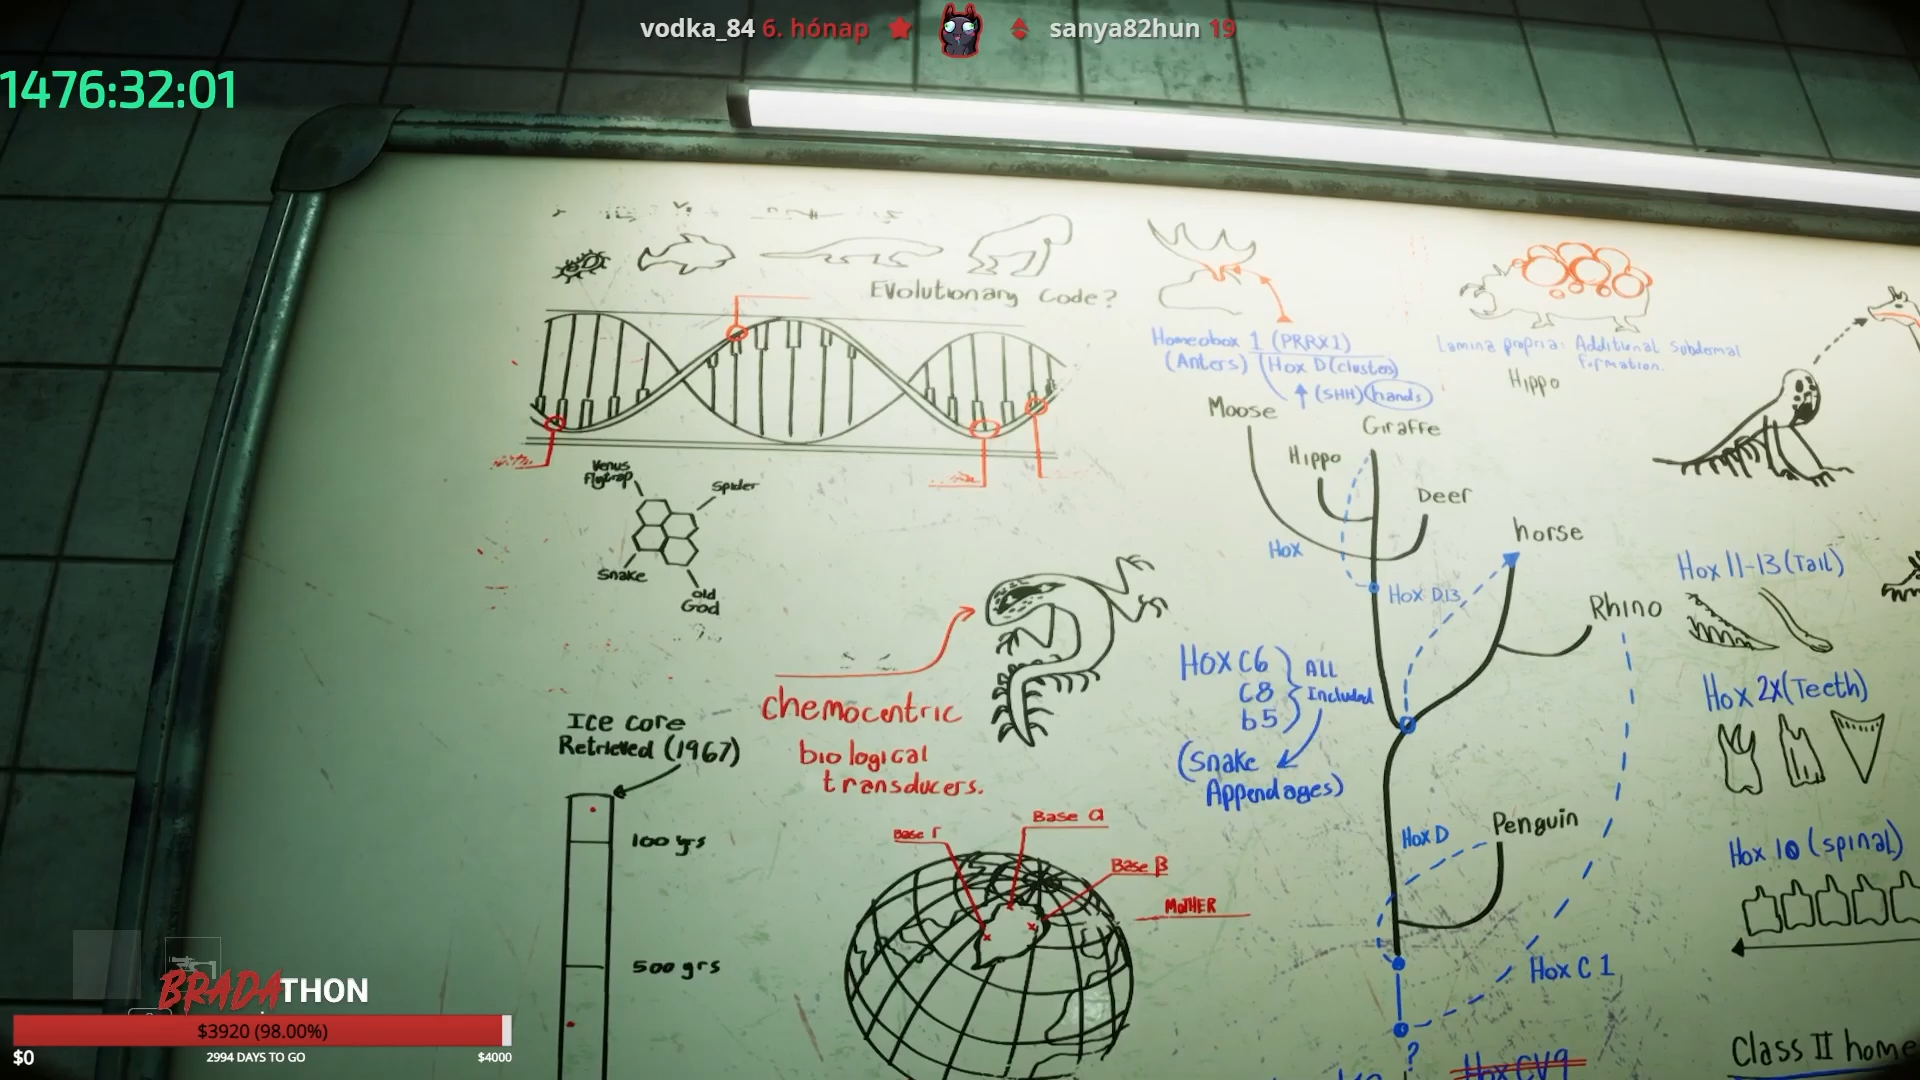 vodka_84 6. hónap sanya82hun 19
1476:32:01
Evolutionary Code?
Homeobox 1 (PRRX1)
(Anters) (Hox D(clusters)
(SHH) hands)
Lamina propria: Additional Subdermal
Formation.
Hippo
Moose
Giraffe
Hippo
Deer
horse
Rhino
Hox
Hox D13
Venus
Flytrap
Spider
Snake
old
God
Hox 11-13(Tail)
Hox 2X(Teeth)
Hox 10 (spinal)
HOX C6
C8
b5
ALL
Included
(Snake
Appendages)
chemocentric
biological
transducers.
Ice core
Retrieved (1967)
100 yrs
500 grs
Base Γ
Base α
Base β
MOTHER
Hox D
Penguin
Hox C 1
?
HoxCV9
Class II home
BRADATHON
$3920 (98.00%)
$0
2994 DAYS TO GO
$4000